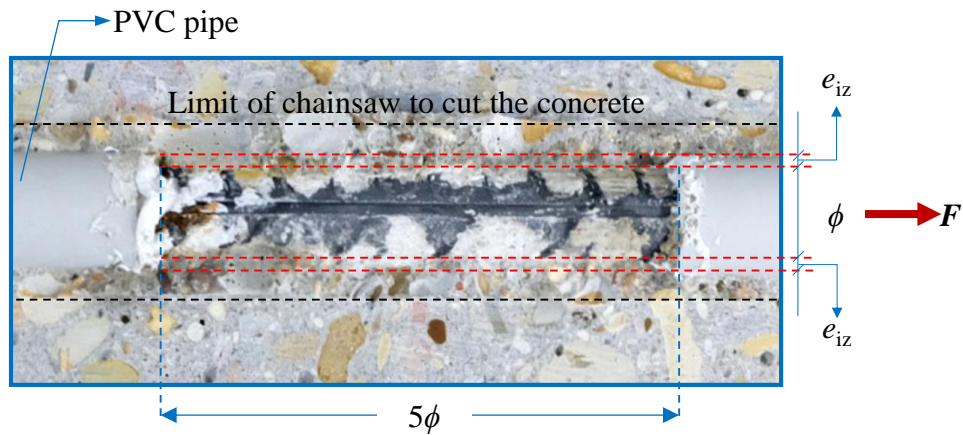 PVC pipe
e_iz
Limit of chainsaw to cut the concrete
ϕ
F
e_iz
5ϕ